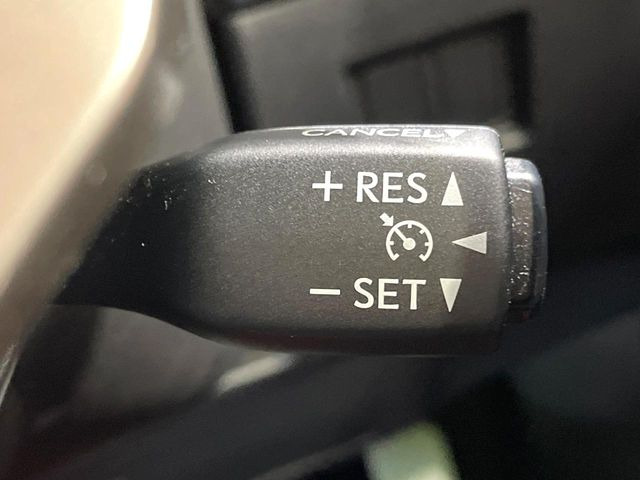 CANCEL▼
+ RES ▲
◀
– SET ▼